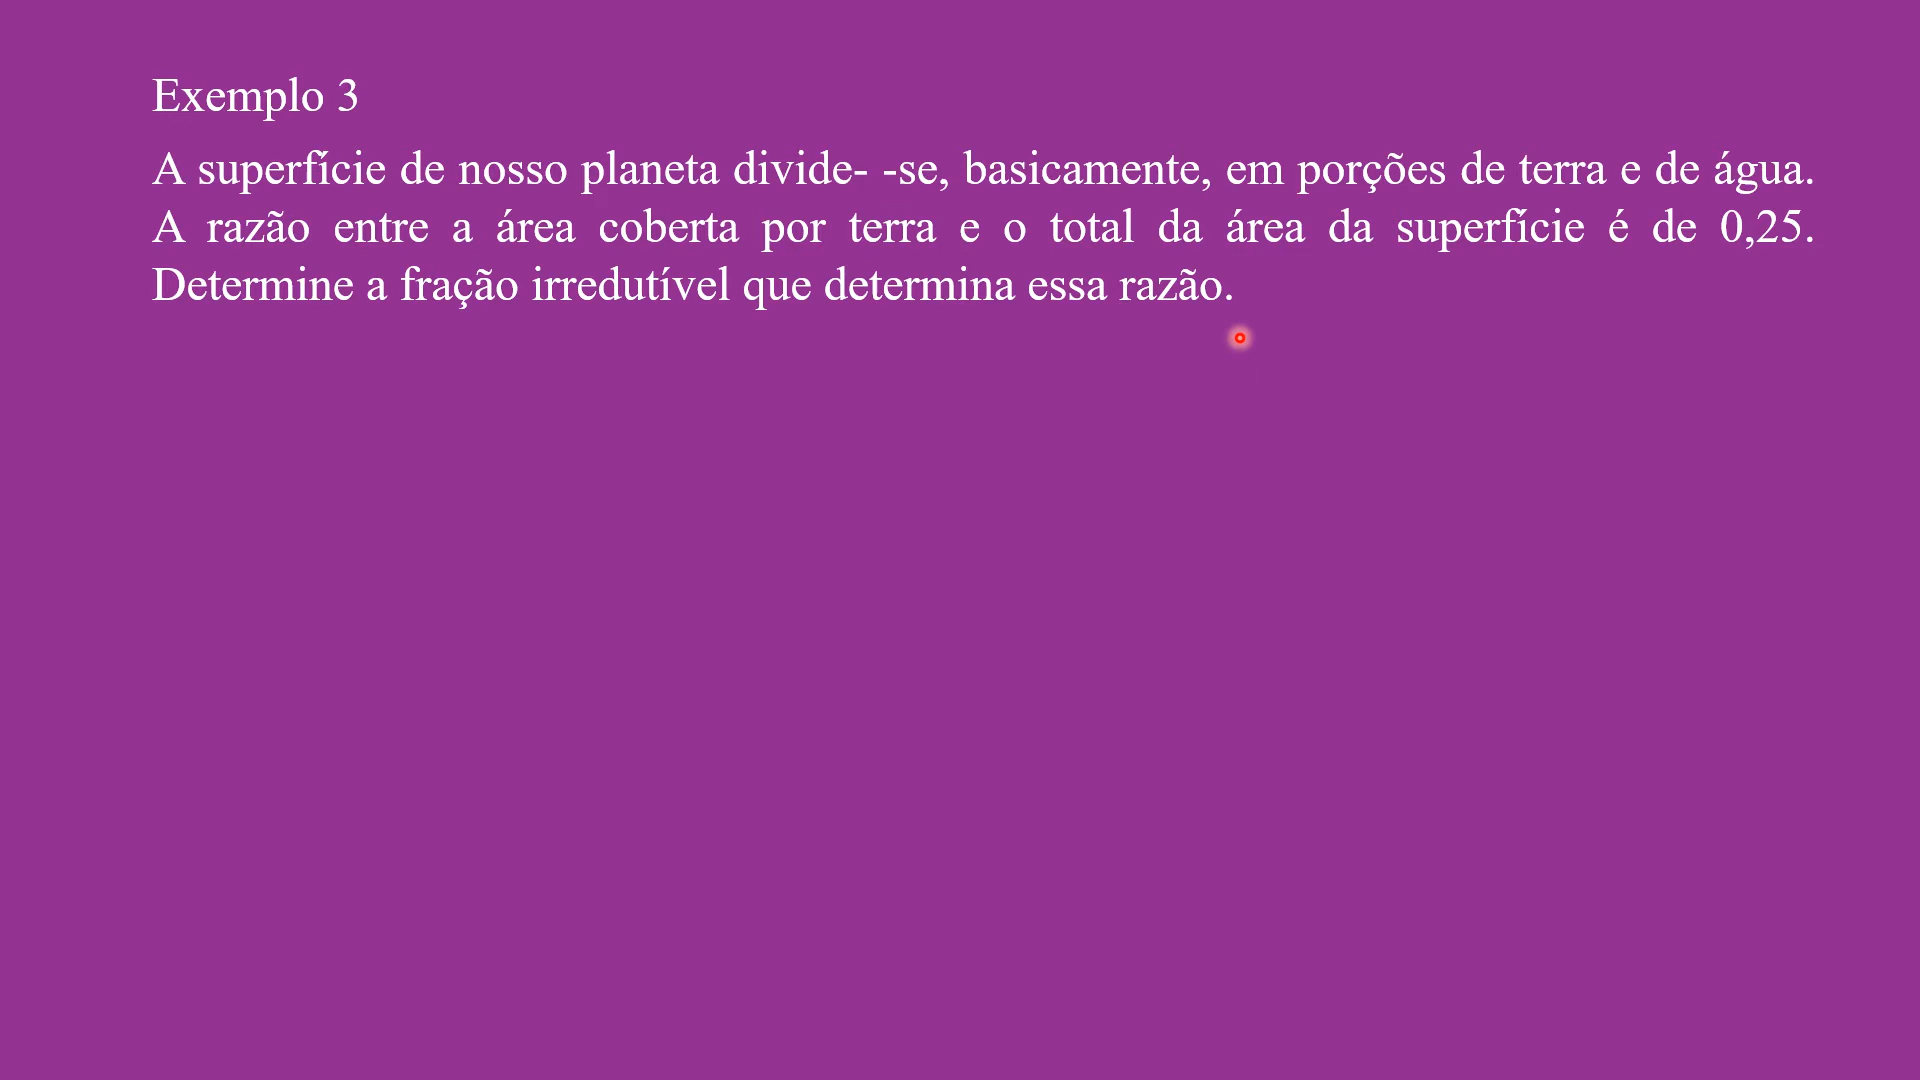 Exemplo 3
A superfície de nosso planeta divide- -se, basicamente, em porções de terra e de água.
A razão entre a área coberta por terra e o total da área da superfície é de 0,25.
Determine a fração irredutível que determina essa razão.